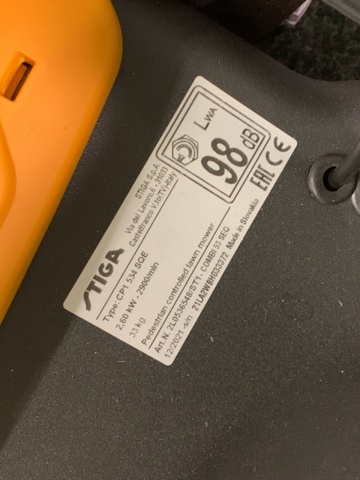 STIGA
STIGA S.p.A.
Via del Lavoro,6 - 31033
Castelfranco V.to(TV)-Italy
LWA
98 dB
EAC CE
Type: CP1 534 SQE
2,60 kW - 2900/min
33 kg
Pedestrian controlled lawn mower
Art.N. 2L0536548/ST1 - COMBI 53 SEQ
12/2021 -s/n 21LA2WBH033372 Made in Slovakia